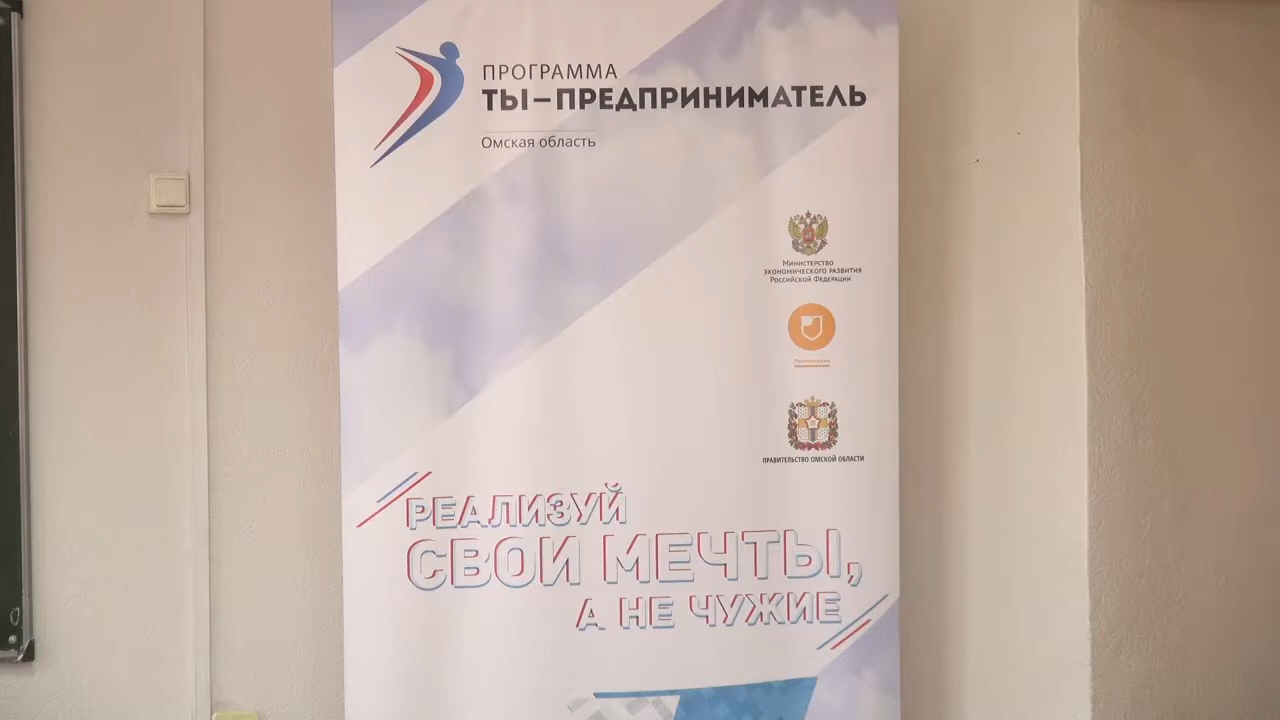 ПРОГРАММА
ТЫ–ПРЕДПРИНИМАТЕЛЬ
Омская область
МИНИСТЕРСТВО
ЭКОНОМИЧЕСКОГО РАЗВИТИЯ
РОССИЙСКОЙ ФЕДЕРАЦИИ
ПРАВИТЕЛЬСТВО ОМСКОЙ ОБЛАСТИ
РЕАЛИЗУЙ
СВОИ МЕЧТЫ,
А НЕ ЧУЖИЕ